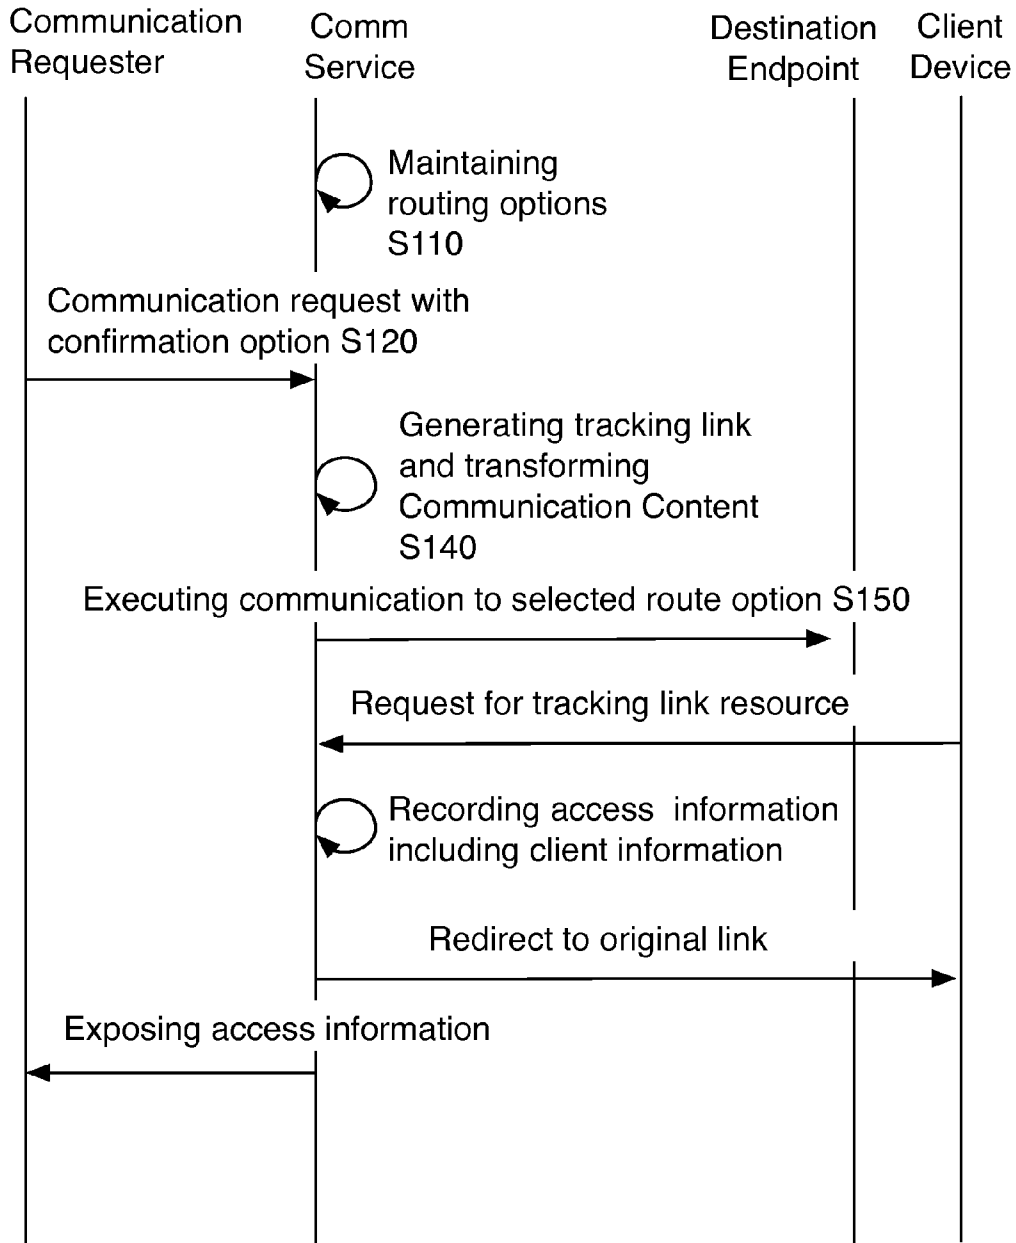 Communication
Requester
Comm
Service
Destination
Endpoint
Client
Device
Maintaining
routing options
S110
Communication request with
confirmation option S120
Generating tracking link
and transforming
Communication Content
S140
Executing communication to selected route option S150
Request for tracking link resource
Recording access information
including client information
Redirect to original link
Exposing access information